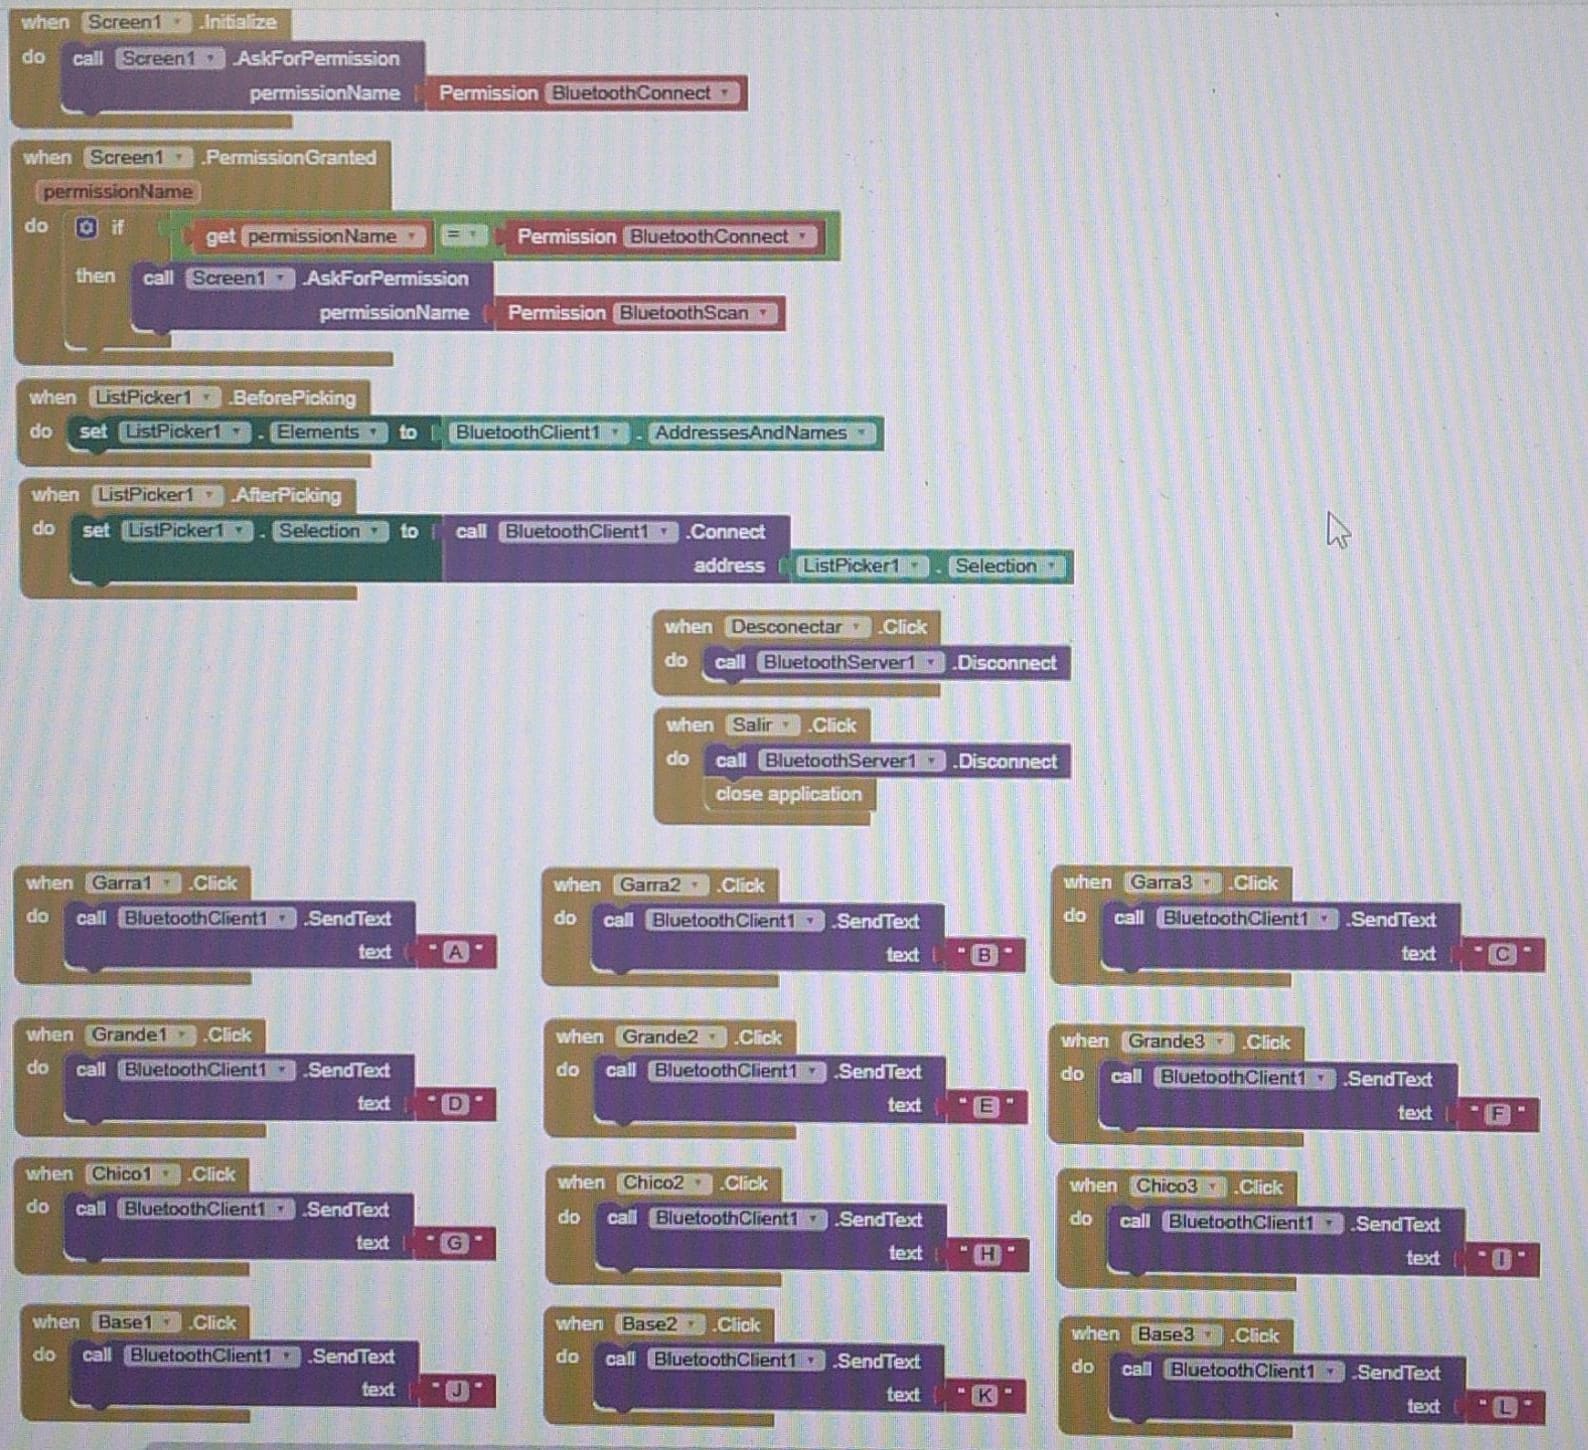 when Screen1 .Initialize
do call Screen1 .AskForPermission
permissionName Permission BluetoothConnect
when Screen1 .PermissionGranted
permissionName
do if get permissionName = Permission BluetoothConnect
then call Screen1 .AskForPermission
permissionName Permission BluetoothScan
when ListPicker1 .BeforePicking
do set ListPicker1 . Elements to BluetoothClient1 . AddressesAndNames
when ListPicker1 .AfterPicking
do set ListPicker1 . Selection to call BluetoothClient1 .Connect
address ListPicker1 . Selection
when Desconectar .Click
do call BluetoothServer1 .Disconnect
when Salir .Click
do call BluetoothServer1 .Disconnect
close application
when Garra1 .Click
do call BluetoothClient1 .SendText
text "A"
when Garra2 .Click
do call BluetoothClient1 .SendText
text "B"
when Garra3 .Click
do call BluetoothClient1 .SendText
text "C"
when Grande1 .Click
do call BluetoothClient1 .SendText
text "D"
when Grande2 .Click
do call BluetoothClient1 .SendText
text "E"
when Grande3 .Click
do call BluetoothClient1 .SendText
text "F"
when Chico1 .Click
do call BluetoothClient1 .SendText
text "G"
when Chico2 .Click
do call BluetoothClient1 .SendText
text "H"
when Chico3 .Click
do call BluetoothClient1 .SendText
text "I"
when Base1 .Click
do call BluetoothClient1 .SendText
text "J"
when Base2 .Click
do call BluetoothClient1 .SendText
text "K"
when Base3 .Click
do call BluetoothClient1 .SendText
text "L"